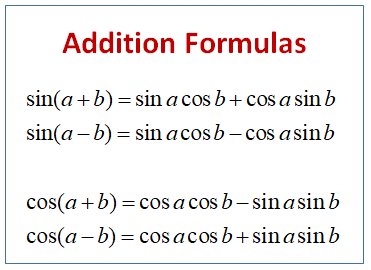 Addition Formulas
sin(a + b) = sin a cos b + cos a sin b
sin(a − b) = sin a cos b − cos a sin b
cos(a + b) = cos a cos b − sin a sin b
cos(a − b) = cos a cos b + sin a sin b